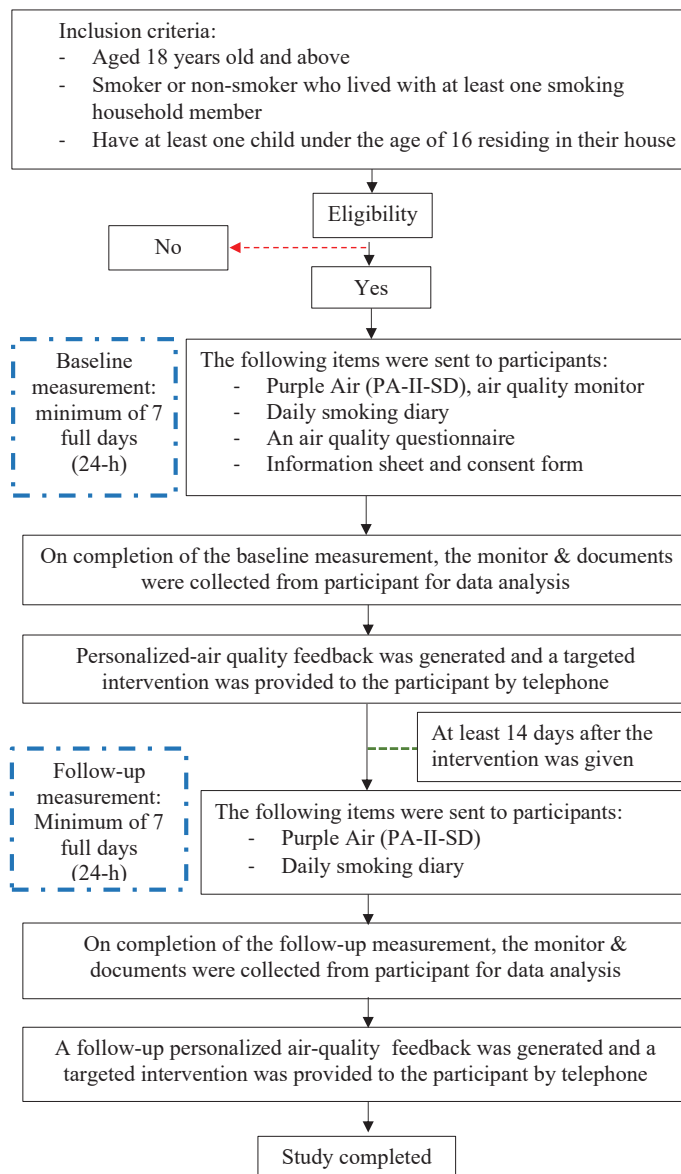 Inclusion criteria:
- Aged 18 years old and above
- Smoker or non-smoker who lived with at least one smoking
household member
- Have at least one child under the age of 16 residing in their house
Eligibility
No
Yes
Baseline
measurement:
minimum of 7
full days
(24-h)
The following items were sent to participants:
- Purple Air (PA-II-SD), air quality monitor
- Daily smoking diary
- An air quality questionnaire
- Information sheet and consent form
On completion of the baseline measurement, the monitor & documents
were collected from participant for data analysis
Personalized-air quality feedback was generated and a targeted
intervention was provided to the participant by telephone
At least 14 days after the
intervention was given
Follow-up
measurement:
Minimum of 7
full days
(24-h)
The following items were sent to participants:
- Purple Air (PA-II-SD)
- Daily smoking diary
On completion of the follow-up measurement, the monitor &
documents were collected from participant for data analysis
A follow-up personalized air-quality feedback was generated and a
targeted intervention was provided to the participant by telephone
Study completed